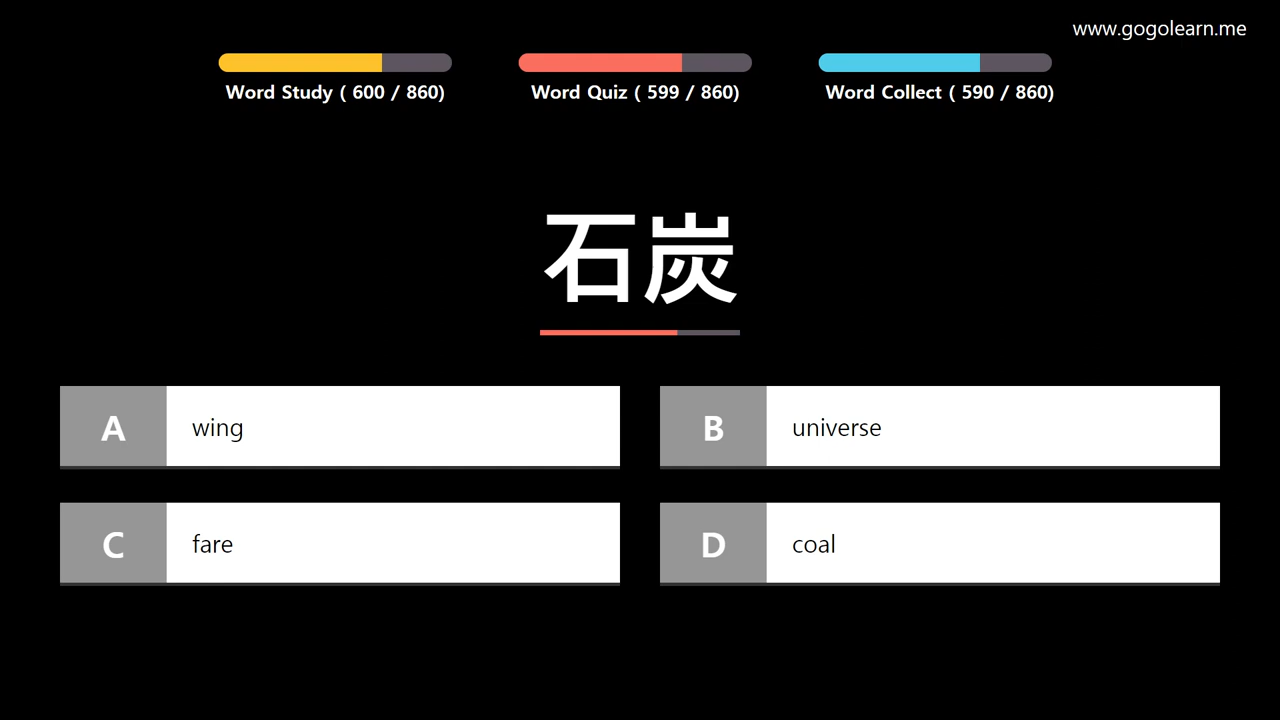 www.gogolearn.me
Word Study ( 600 / 860)
Word Quiz ( 599 / 860)
Word Collect ( 590 / 860)
石炭
A wing
B universe
C fare
D coal